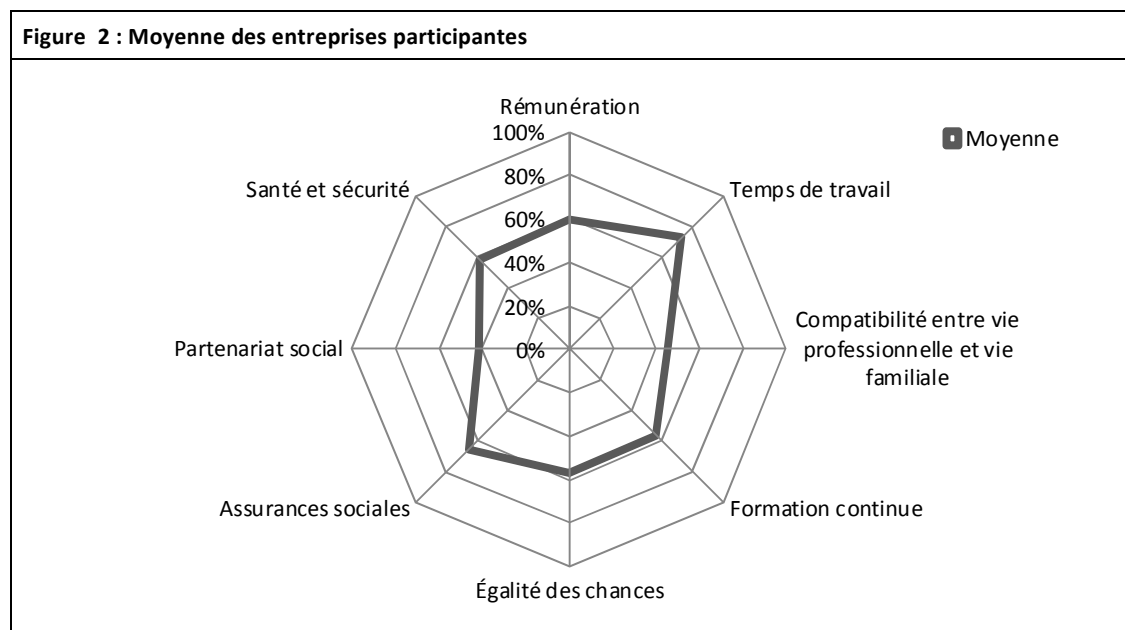 Figure 2 : Moyenne des entreprises participantes
Rémunération
100%
80%
60%
40%
20%
0%
Moyenne
Santé et sécurité
Temps de travail
Partenariat social
Compatibilité entre vie
professionnelle et vie
familiale
Assurances sociales
Formation continue
Égalité des chances